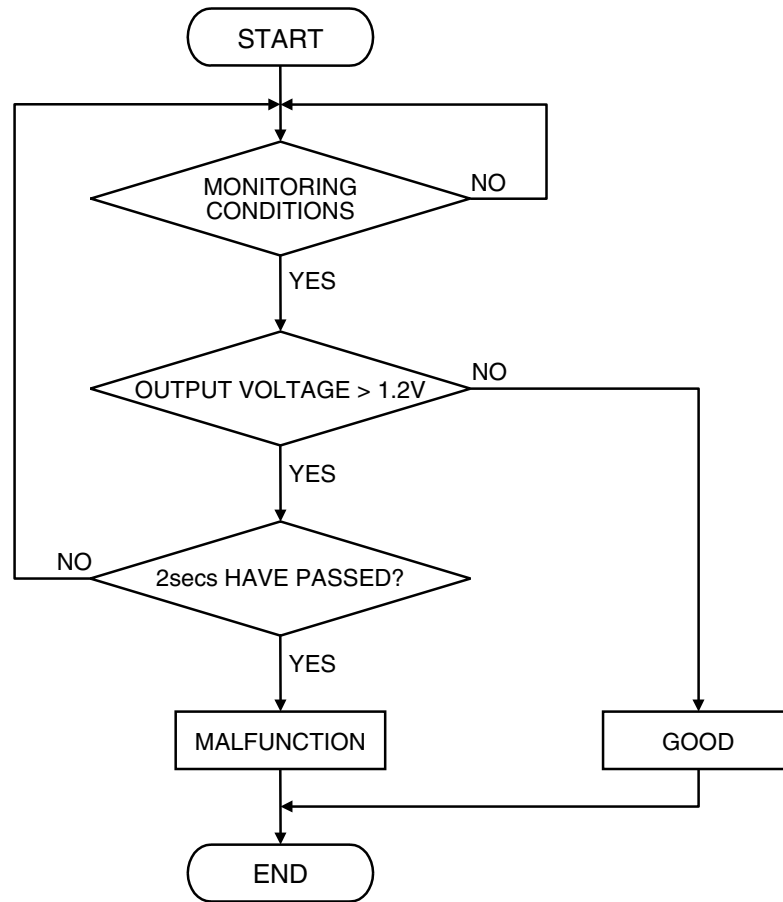 START
MONITORING
CONDITIONS
NO
YES
OUTPUT VOLTAGE > 1.2V
NO
YES
NO
2secs HAVE PASSED?
YES
MALFUNCTION
GOOD
END